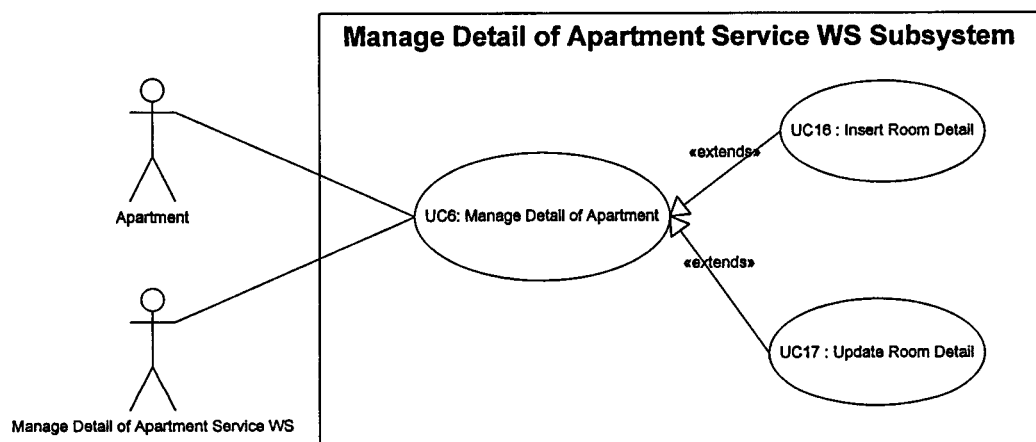 Manage Detail of Apartment Service WS Subsystem
UC16 : Insert Room Detail
«extends»
UC6: Manage Detail of Apartment
Apartment
«extends»
UC17 : Update Room Detail
Manage Detail of Apartment Service WS